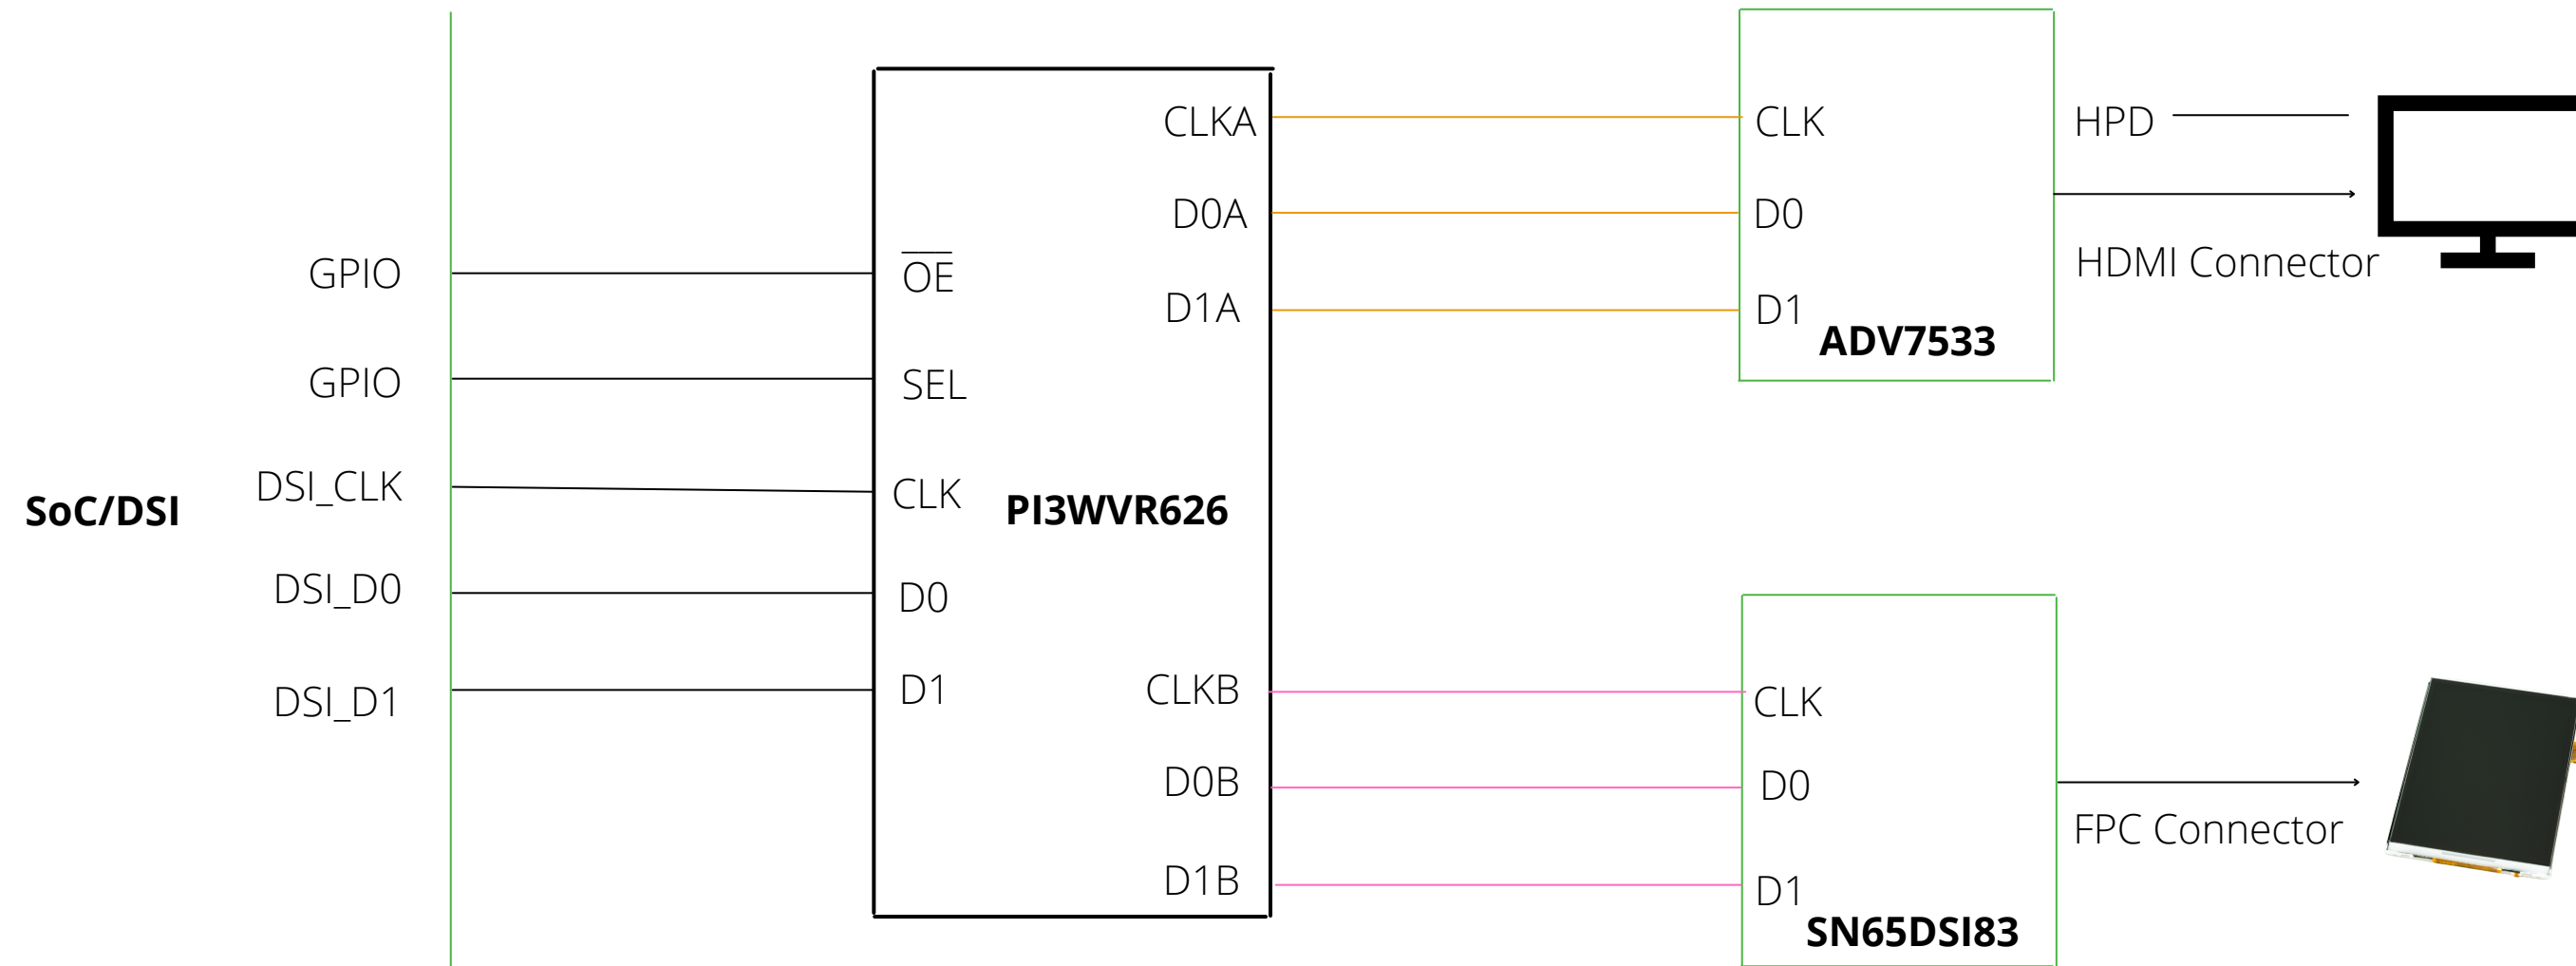 SoC/DSI
GPIO
GPIO
DSI_CLK
DSI_D0
DSI_D1
OE
SEL
CLK
D0
D1
PI3WVR626
CLKA
D0A
D1A
CLKB
D0B
D1B
CLK
D0
D1
ADV7533
HPD
HDMI Connector
CLK
D0
D1
SN65DSI83
FPC Connector